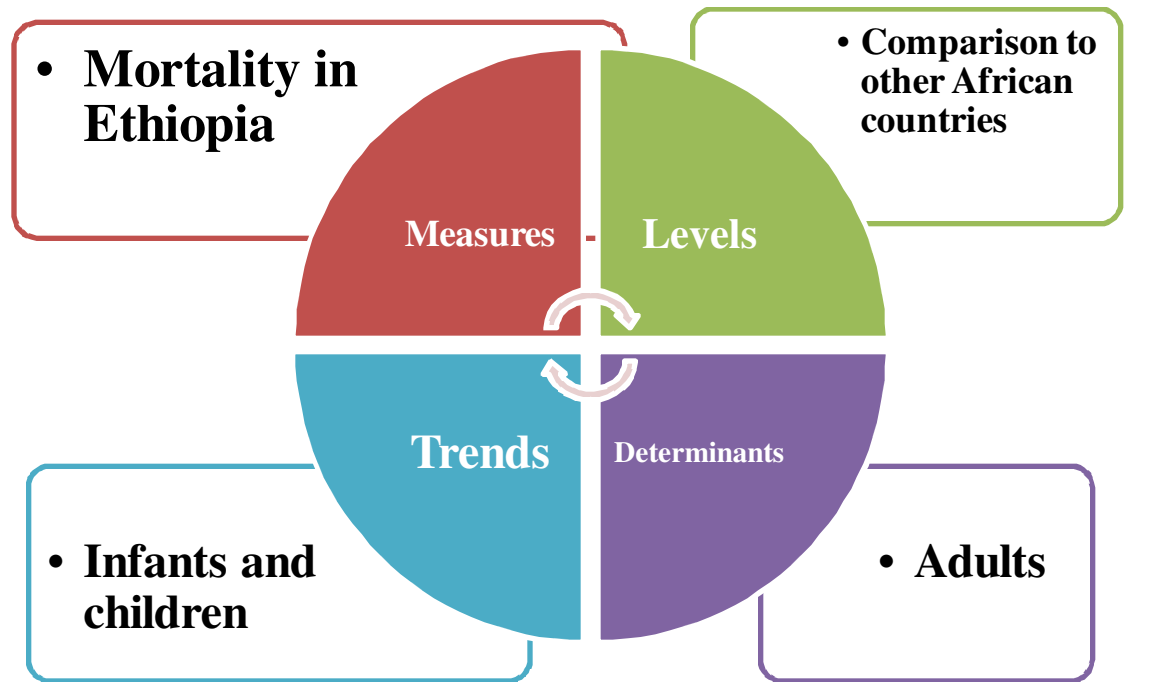 • Mortality in
Ethiopia
• Comparison to
other African
countries
Measures
Levels
Trends
Determinants
• Infants and
children
• Adults